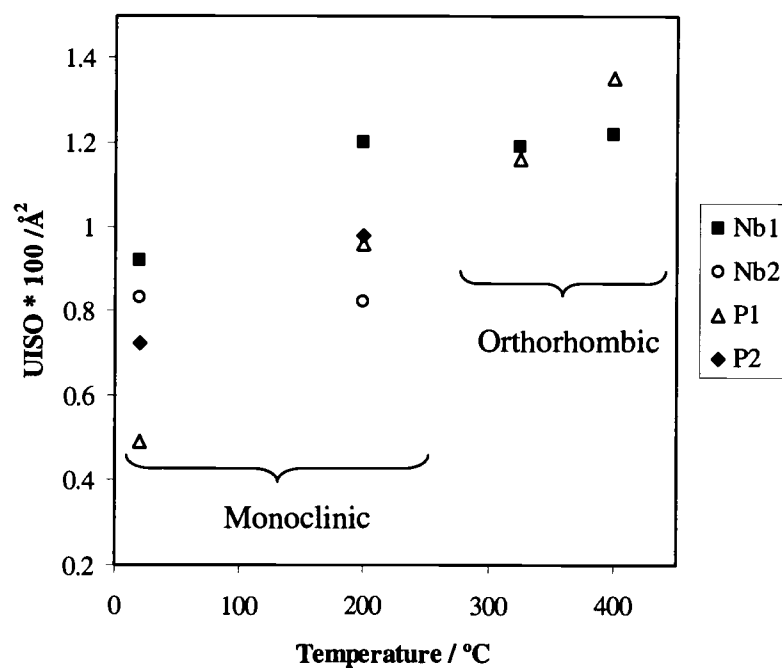 1.4
1.2
1
0.8
0.6
0.4
0.2
UISO * 100 /Å²
0
100
200
300
400
Temperature / °C
Monoclinic
Orthorhombic
Nb1
Nb2
P1
P2